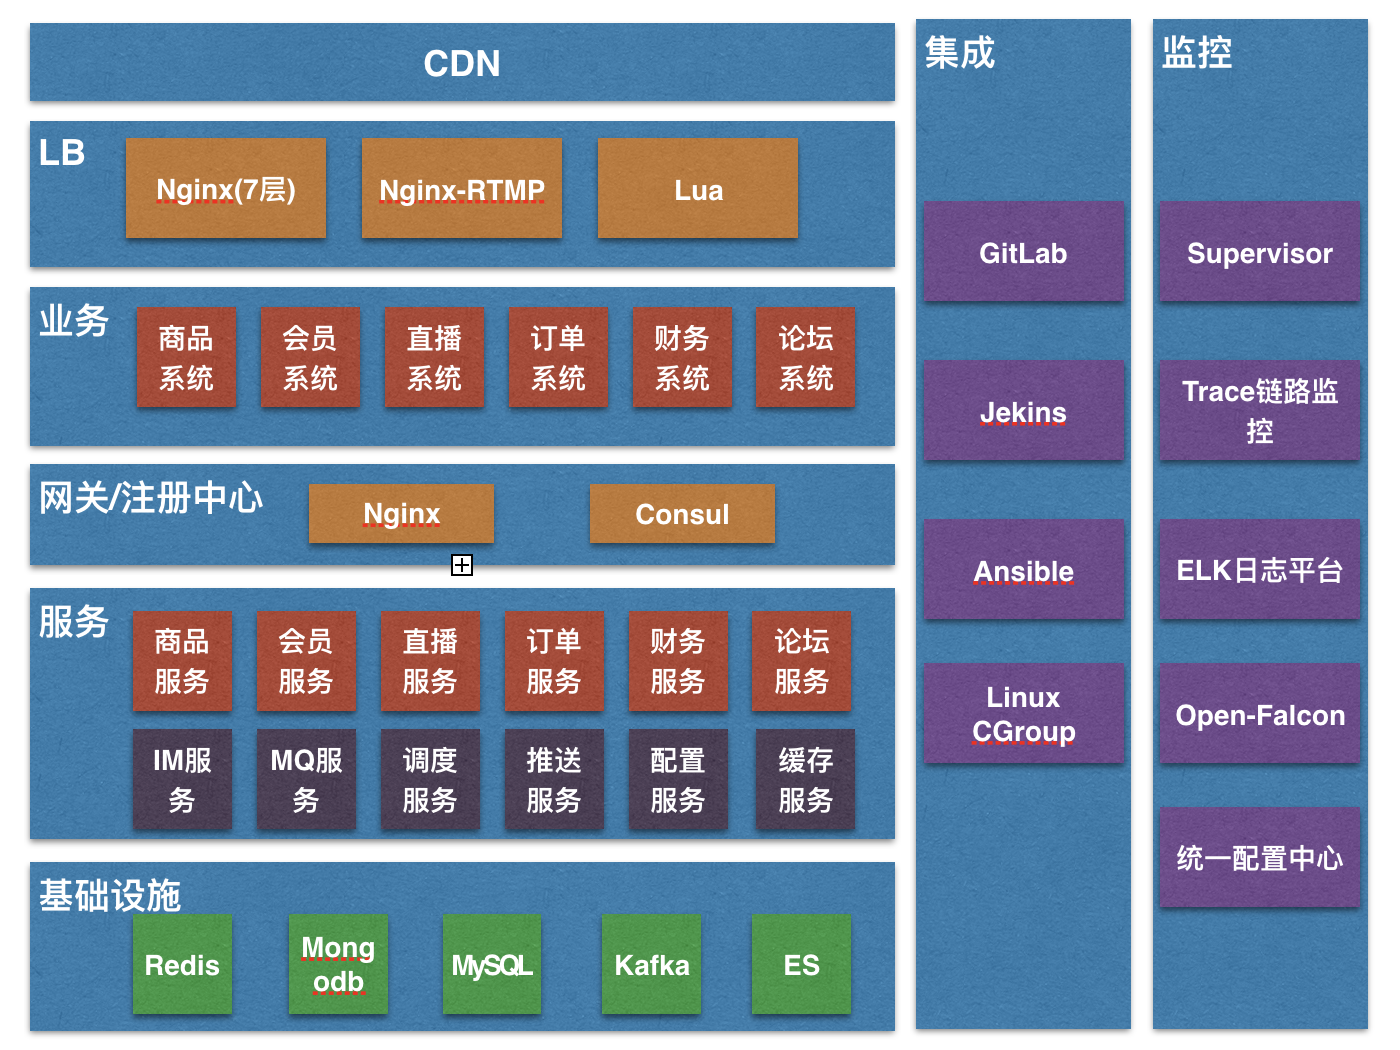 CDN
LB
Nginx(7层)
Nginx-RTMP
Lua
业务
商品
系统
会员
系统
直播
系统
订单
系统
财务
系统
论坛
系统
网关/注册中心
Nginx
Consul
服务
商品
服务
会员
服务
直播
服务
订单
服务
财务
服务
论坛
服务
IM服
务
MQ服
务
调度
服务
推送
服务
配置
服务
缓存
服务
基础设施
Redis
Mong
odb
MySQL
Kafka
ES
集成
GitLab
Jekins
Ansible
Linux
CGroup
监控
Supervisor
Trace链路监
控
ELK日志平台
Open-Falcon
统一配置中心